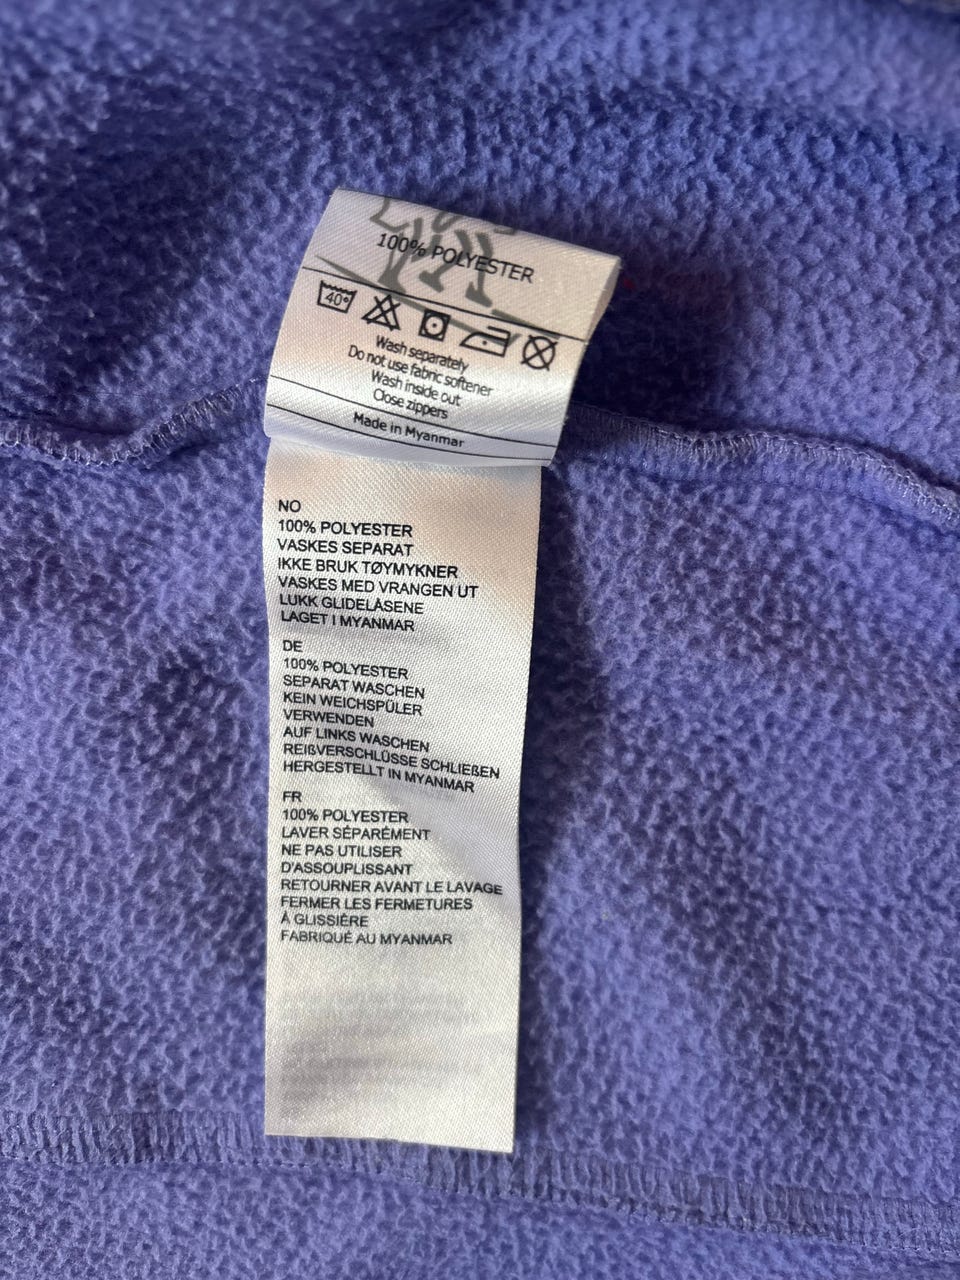 100% POLYESTER
40°
Wash separately
Do not use fabric softener
Wash inside out
Close zippers
Made in Myanmar
NO
100% POLYESTER
VASKES SEPARAT
IKKE BRUK TØYMYKNER
VASKES MED VRANGEN UT
LUKK GLIDELÅSENE
LAGET I MYANMAR
DE
100% POLYESTER
SEPARAT WASCHEN
KEIN WEICHSPÜLER
VERWENDEN
AUF LINKS WASCHEN
REIßVERSCHLÜSSE SCHLIEßEN
HERGESTELLT IN MYANMAR
FR
100% POLYESTER
LAVER SÉPARÉMENT
NE PAS UTILISER
D'ASSOUPLISSANT
RETOURNER AVANT LE LAVAGE
FERMER LES FERMETURES
À GLISSIÈRE
FABRIQUÉ AU MYANMAR